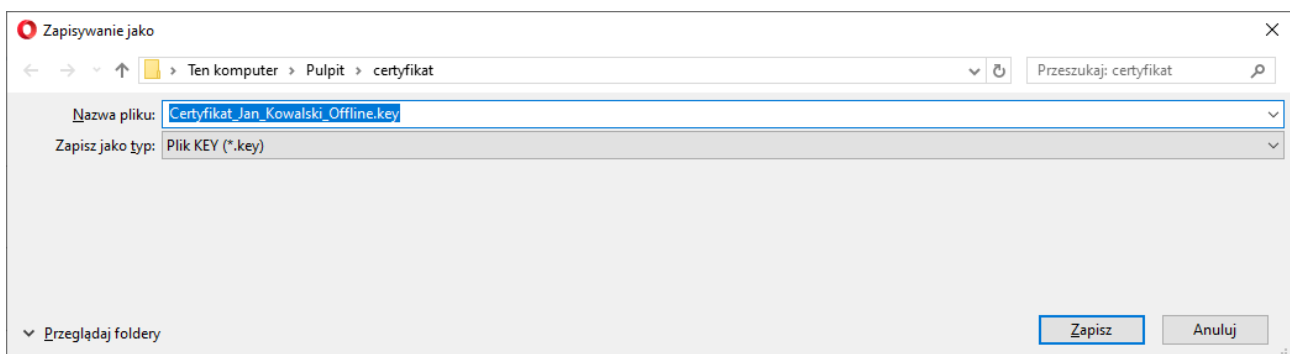 Zapisywanie jako
Ten komputer > Pulpit > certyfikat
Przeszukaj: certyfikat
Nazwa pliku: Certyfikat_Jan_Kowalski_Offline.key
Zapisz jako typ: Plik KEY (*.key)
Przeglądaj foldery
Zapisz
Anuluj